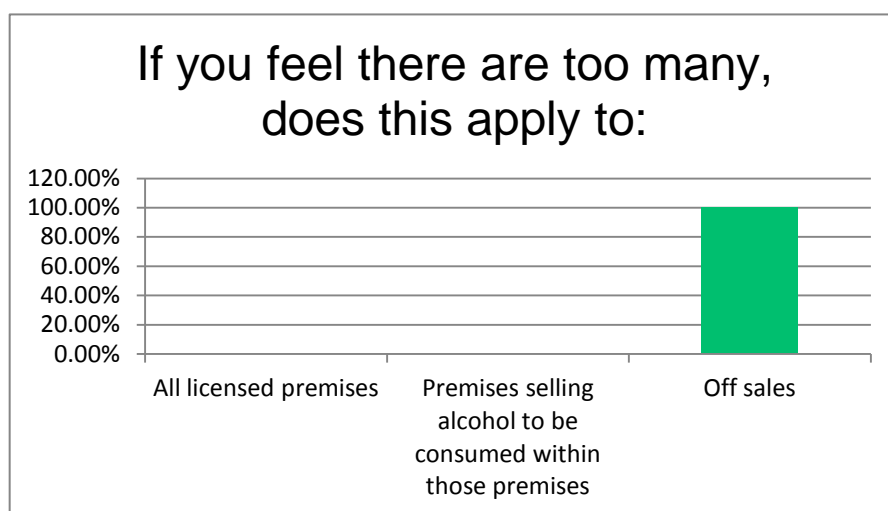 If you feel there are too many,
does this apply to:
120.00%
100.00%
80.00%
60.00%
40.00%
20.00%
0.00%
All licensed premises
Premises selling
alcohol to be
consumed within
those premises
Off sales